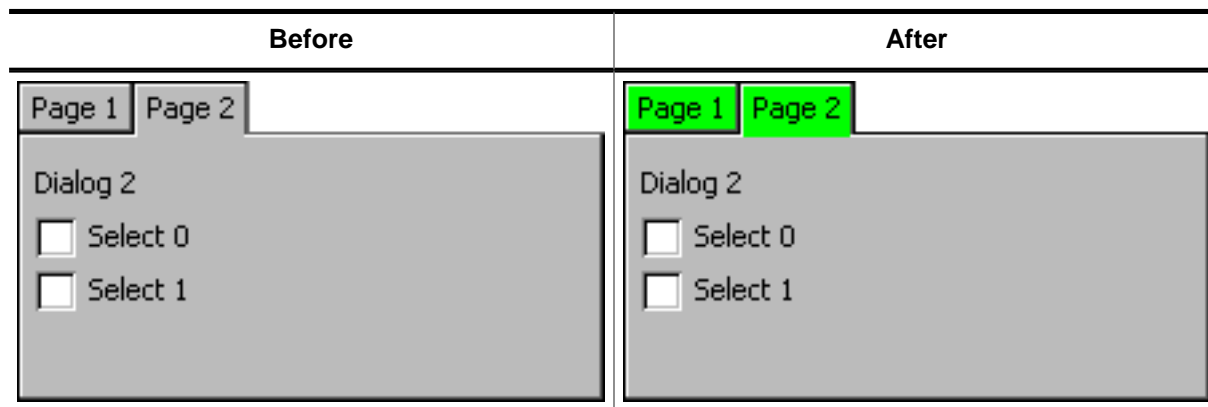 Before After
Page 1 Page 2 Page 1 Page 2
Dialog 2 Dialog 2
Select 0 Select 0
Select 1 Select 1